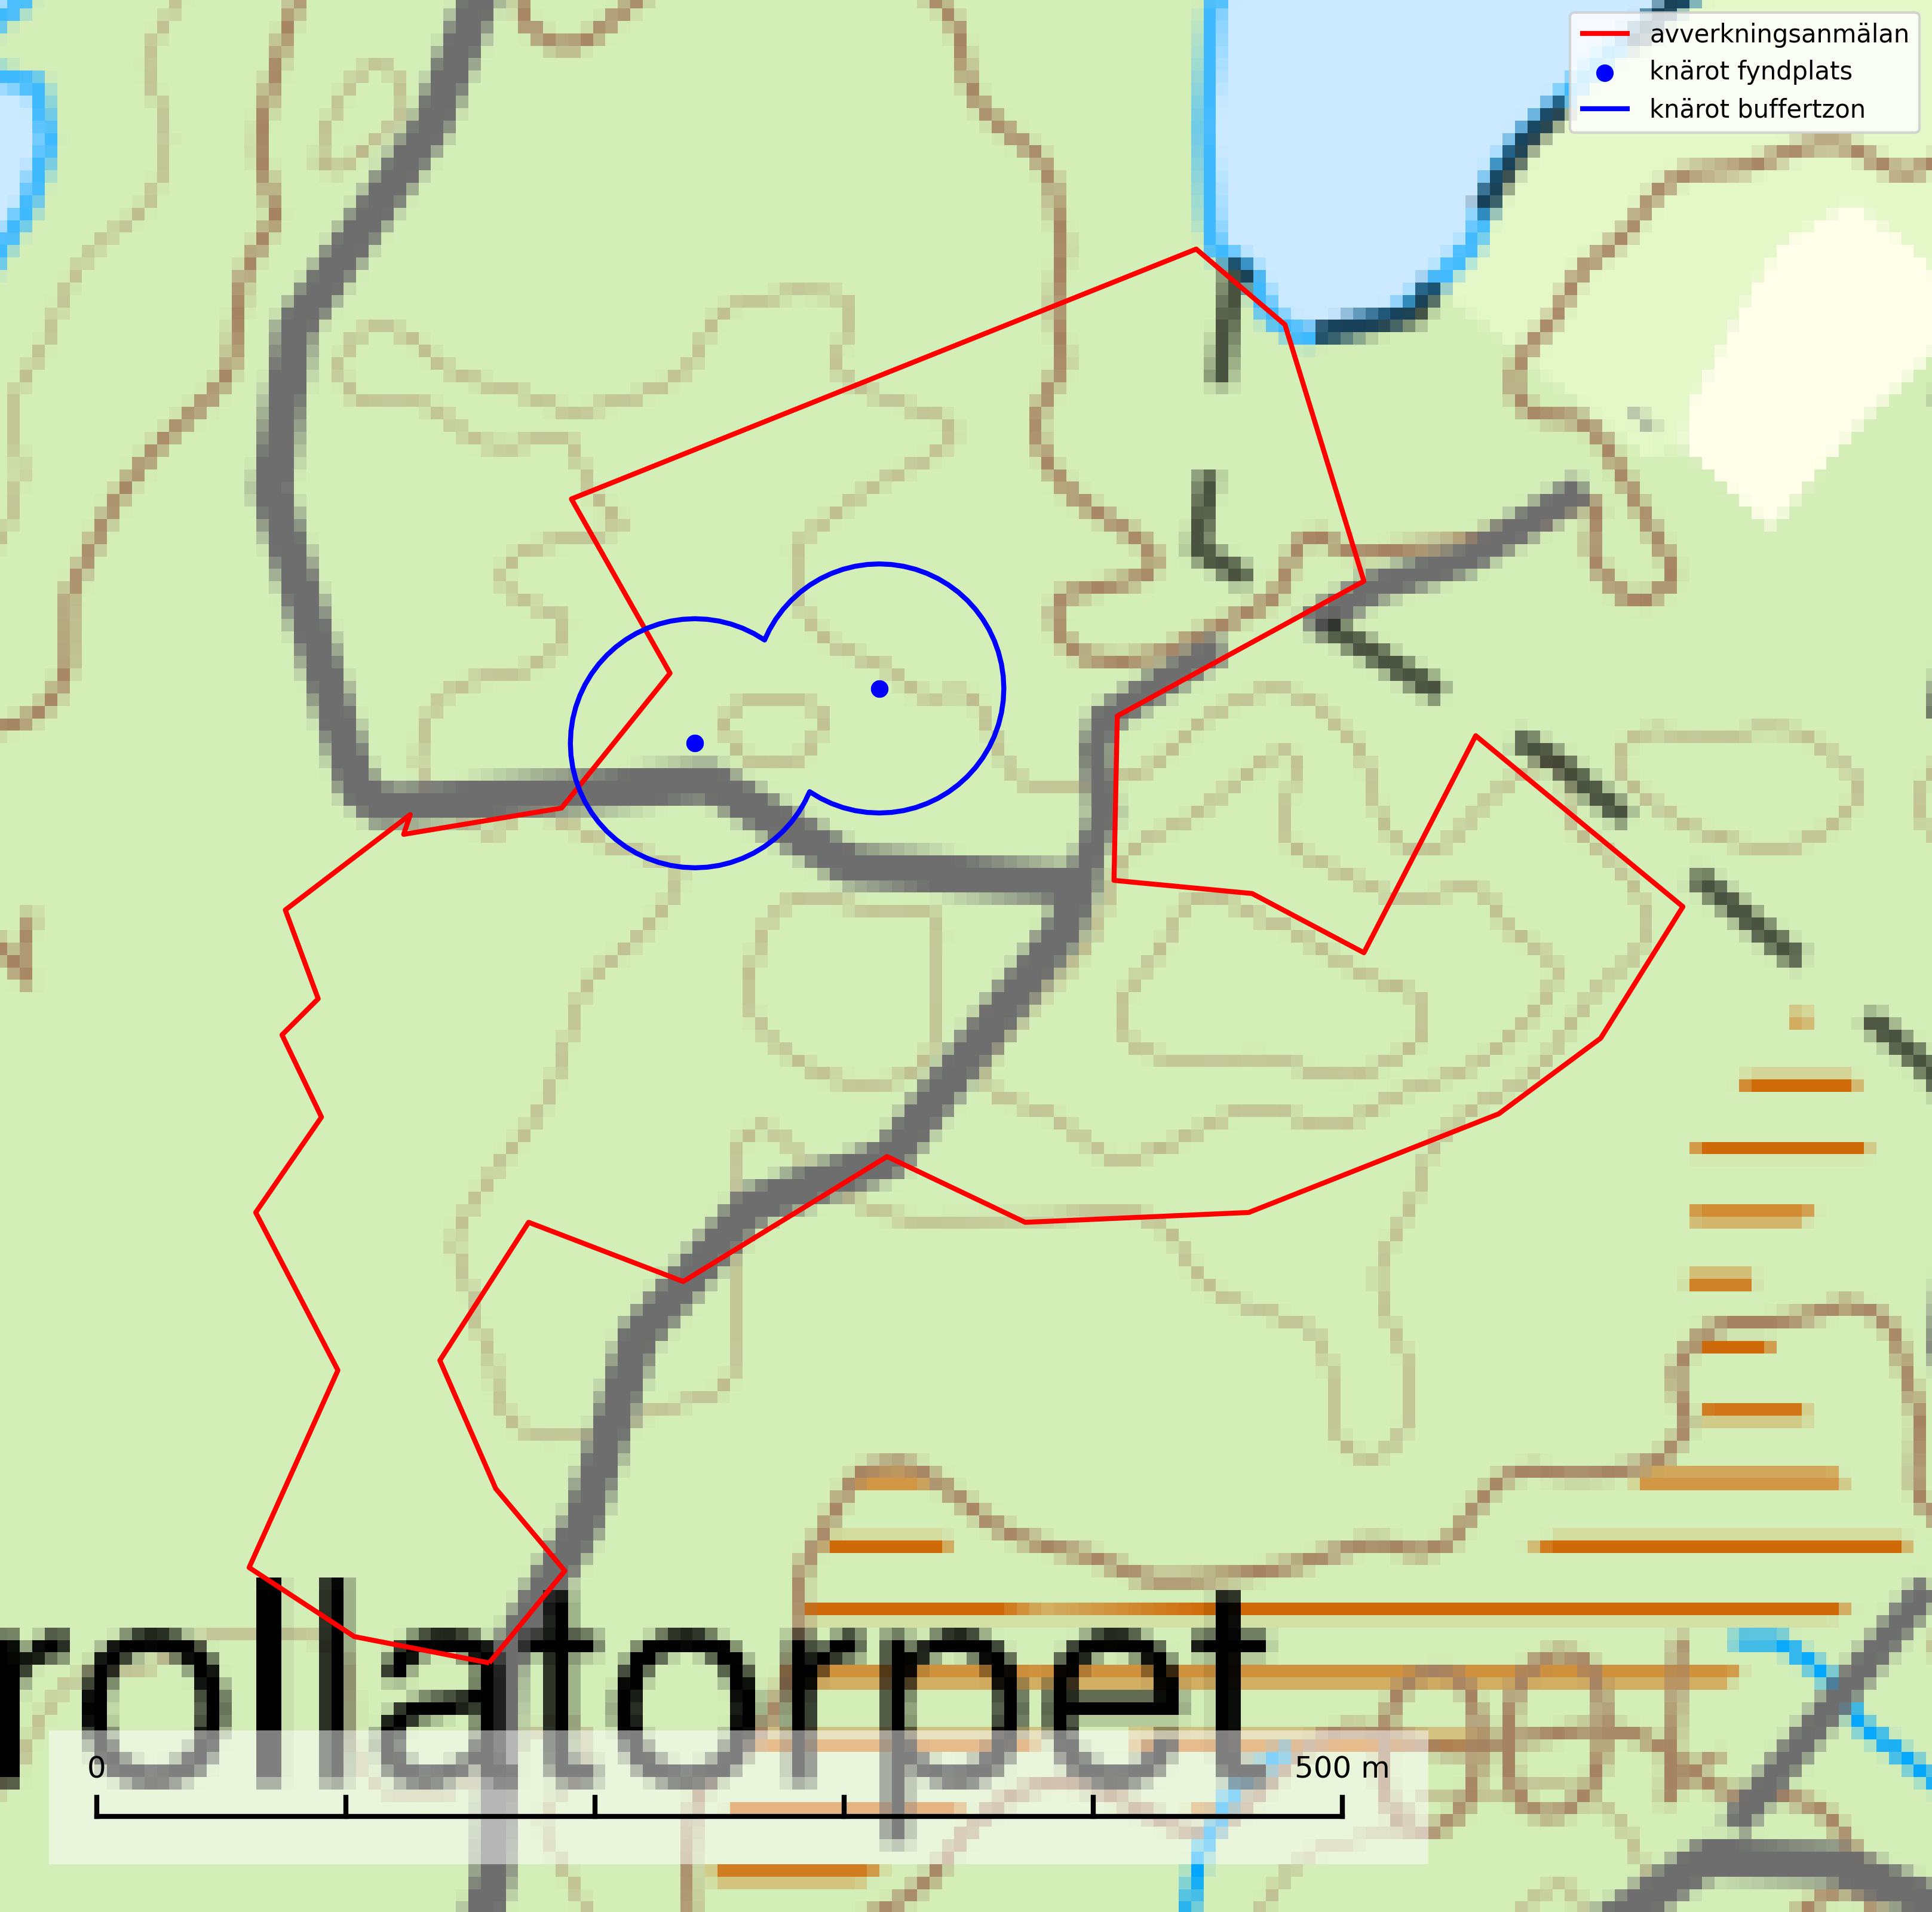 avverkningsanmälan
knärot fyndplats
knärot buffertzon
rollatorpet
0 500 m